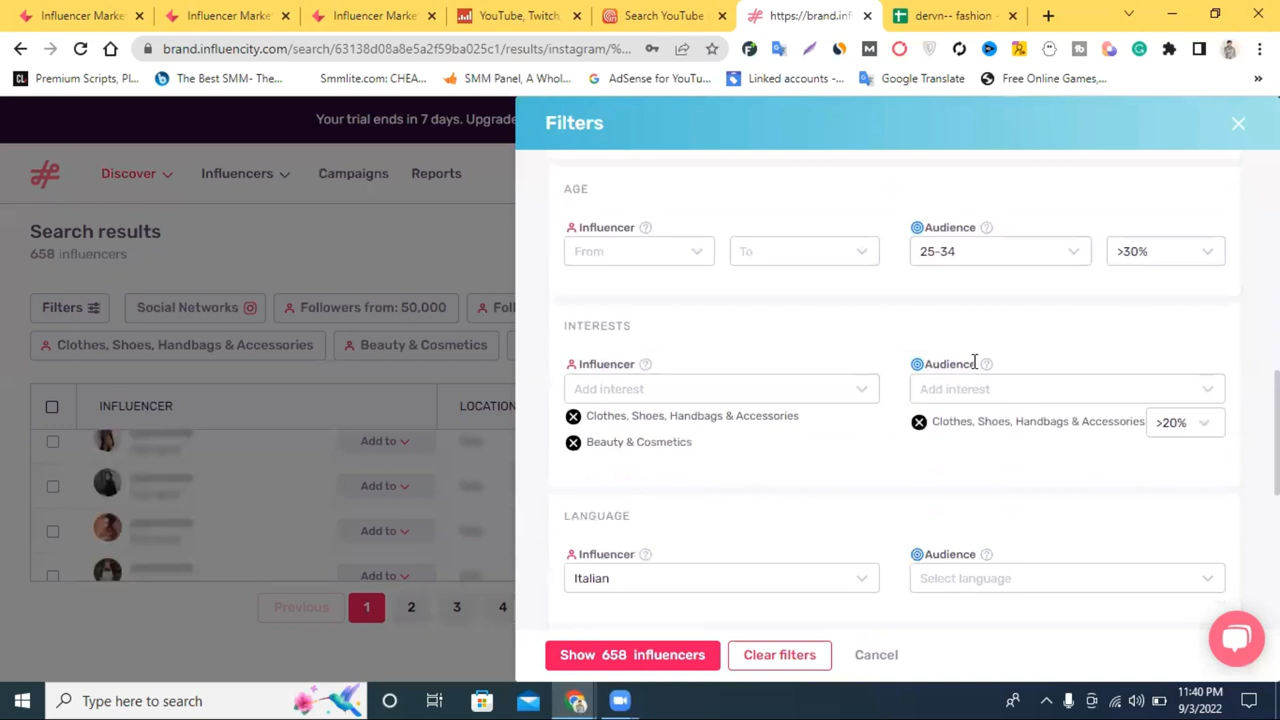 Influencer Marke
Influencer Marke
Influencer Marke
YouTube, Twitch,
Search YouTube
https://brand.infl
dervn-- fashion -
brand.influencity.com/search/63138d08a8e5a2f59ba025c1/results/instagram/%...
Premium Scripts, Pl...
The Best SMM- The...
Smmlite.com: CHEA...
SMM Panel, A Whol...
AdSense for YouTu...
Linked accounts -...
Google Translate
Free Online Games,...
Your trial ends in 7 days. Upgrade
Filters
Discover
Influencers
Campaigns
Reports
Search results
658 influencers
Filters
Social Networks
Followers from: 50,000
Foll
Clothes, Shoes, Handbags & Accessories
Beauty & Cosmetics
INFLUENCER
LOCATION
Add to
Add to
Add to
Add to
Previous
1
2
3
4
AGE
Influencer
Audience
From
To
25-34
>30%
INTERESTS
Influencer
Audience
Add interest
Add interest
Clothes, Shoes, Handbags & Accessories
Clothes, Shoes, Handbags & Accessories
>20%
Beauty & Cosmetics
LANGUAGE
Influencer
Audience
Italian
Select language
Show 658 influencers
Clear filters
Cancel
Type here to search
11:40 PM
9/3/2022